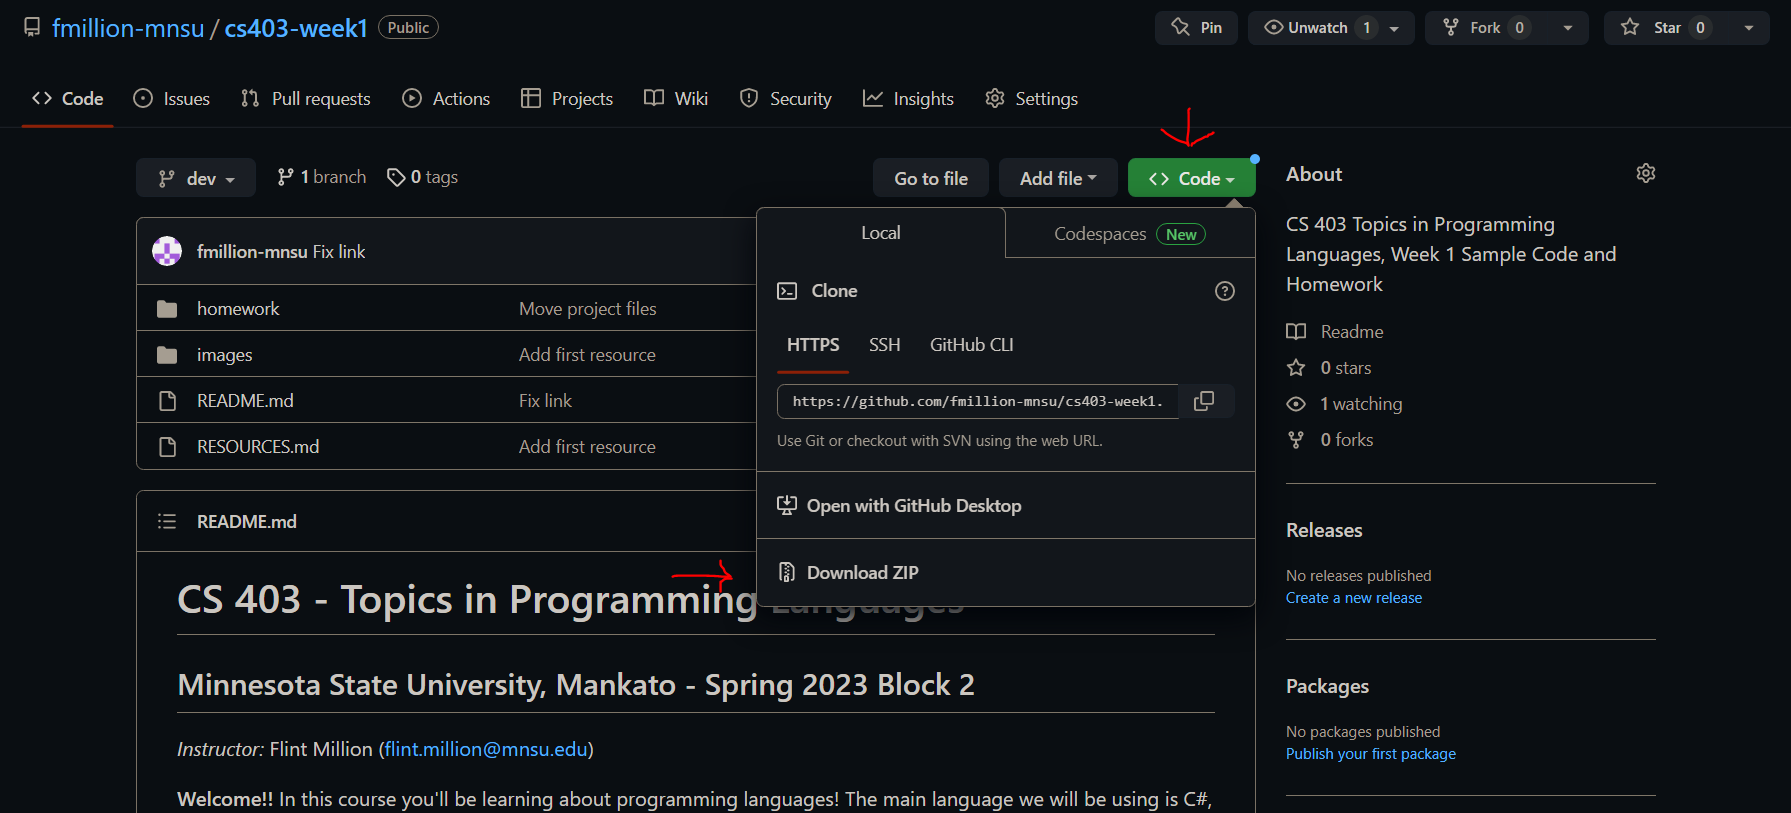 fmillion-mnsu / cs403-week1 Public
Pin
Unwatch 1
Fork 0
Star 0
Code
Issues
Pull requests
Actions
Projects
Wiki
Security
Insights
Settings
dev
1 branch
0 tags
Go to file
Add file
Code
fmillion-mnsu Fix link
homework Move project files
images Add first resource
README.md Fix link
RESOURCES.md Add first resource
Local
Codespaces New
Clone
HTTPS
SSH
GitHub CLI
https://github.com/fmillion-mnsu/cs403-week1.
Use Git or checkout with SVN using the web URL.
Open with GitHub Desktop
Download ZIP
README.md
CS 403 - Topics in Programming Languages
Minnesota State University, Mankato - Spring 2023 Block 2
Instructor: Flint Million (flint.million@mnsu.edu)
Welcome!! In this course you'll be learning about programming languages! The main language we will be using is C#,
About
CS 403 Topics in Programming
Languages, Week 1 Sample Code and
Homework
Readme
0 stars
1 watching
0 forks
Releases
No releases published
Create a new release
Packages
No packages published
Publish your first package